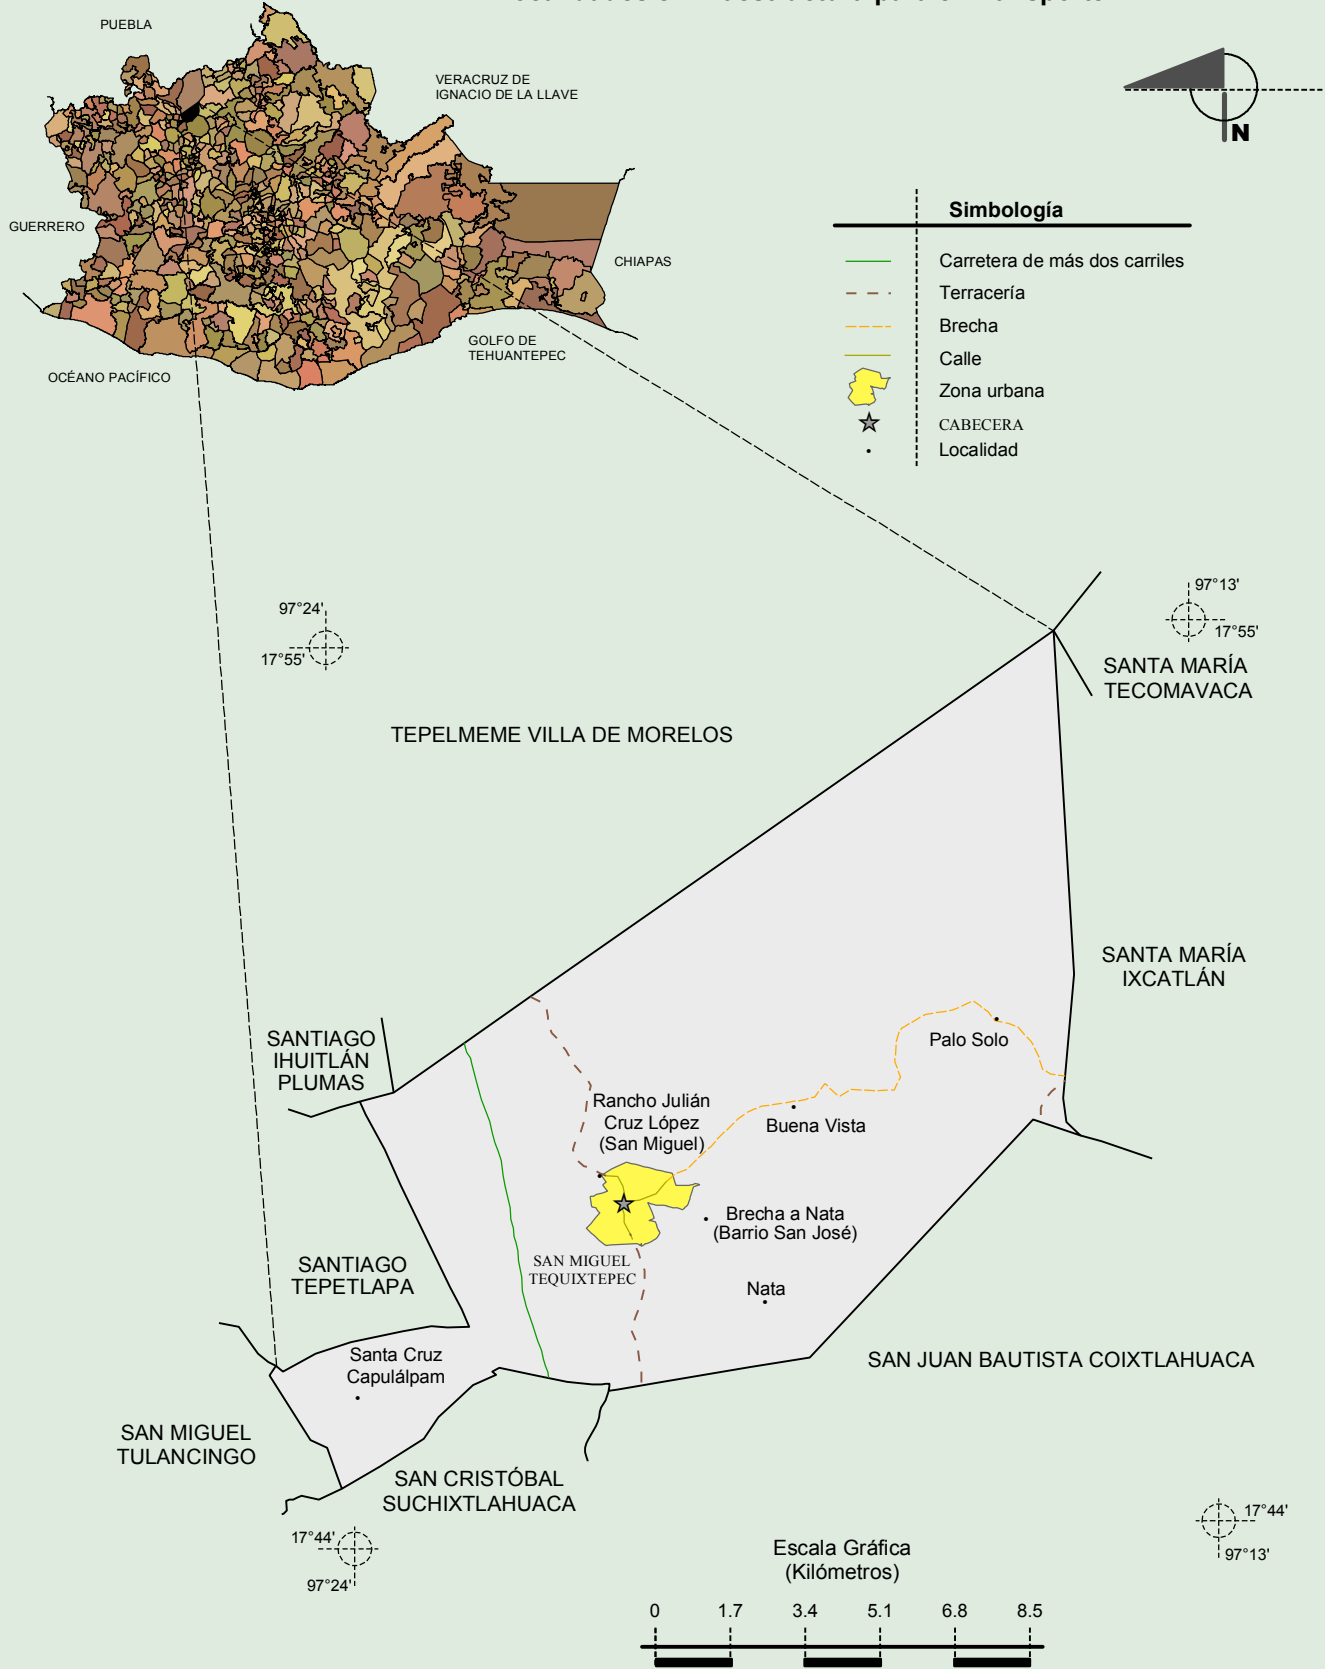 PUEBLA
VERACRUZ DE
IGNACIO DE LA LLAVE
GUERRERO
CHIAPAS
GOLFO DE
TEHUANTEPEC
OCÉANO PACÍFICO
N
Simbología
Carretera de más dos carriles
Terracería
Brecha
Calle
Zona urbana
CABECERA
Localidad
97°24'
17°55'
97°13'
17°55'
SANTA MARÍA
TECOMAVACA
TEPELMEME VILLA DE MORELOS
SANTA MARÍA
IXCATLÁN
SANTIAGO
IHUITLÁN
PLUMAS
Palo Solo
Rancho Julián
Cruz López
(San Miguel)
Buena Vista
Brecha a Nata
(Barrio San José)
SAN MIGUEL
TEQUIXTEPEC
Nata
SANTIAGO
TEPETLAPA
Santa Cruz
Capulálpam
SAN JUAN BAUTISTA COIXTLAHUACA
SAN MIGUEL
TULANCINGO
SAN CRISTÓBAL
SUCHIXTLAHUACA
17°44'
97°24'
17°44'
97°13'
Escala Gráfica
(Kilómetros)
0 1.7 3.4 5.1 6.8 8.5